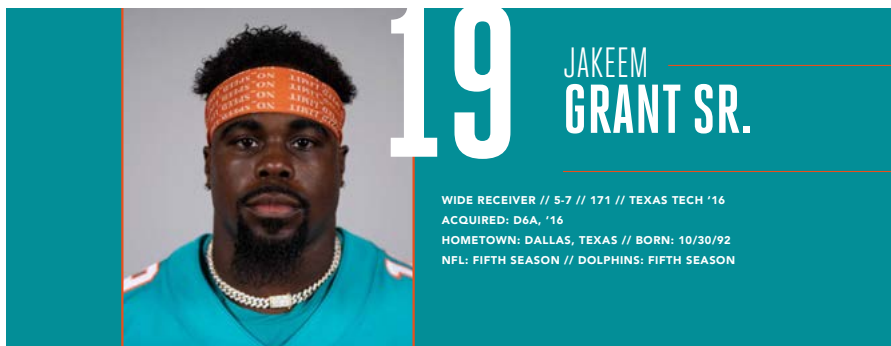 19
JAKEEM
GRANT SR.
NO_SPEED_LIMIT
WIDE RECEIVER // 5-7 // 171 // TEXAS TECH ’16
ACQUIRED: D6A, ’16
HOMETOWN: DALLAS, TEXAS // BORN: 10/30/92
NFL: FIFTH SEASON // DOLPHINS: FIFTH SEASON